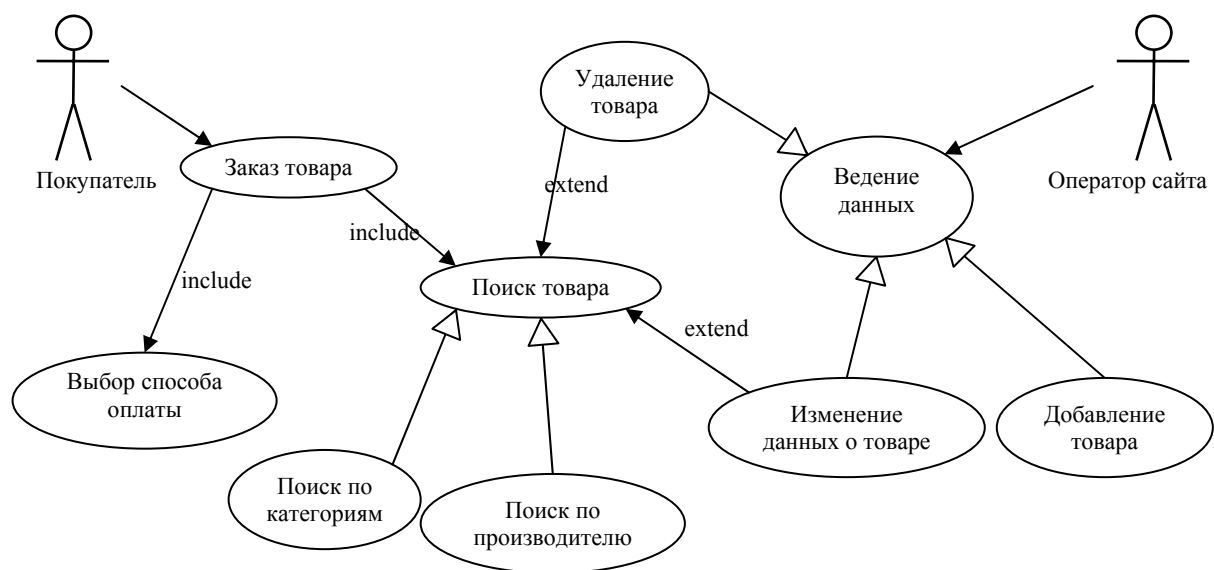 Удаление
товара
Покупатель
Заказ товара
Ведение
данных
Оператор сайта
extend
include
include
Поиск товара
extend
Выбор способа
оплаты
Изменение
данных о товаре
Добавление
товара
Поиск по
категориям
Поиск по
производителю